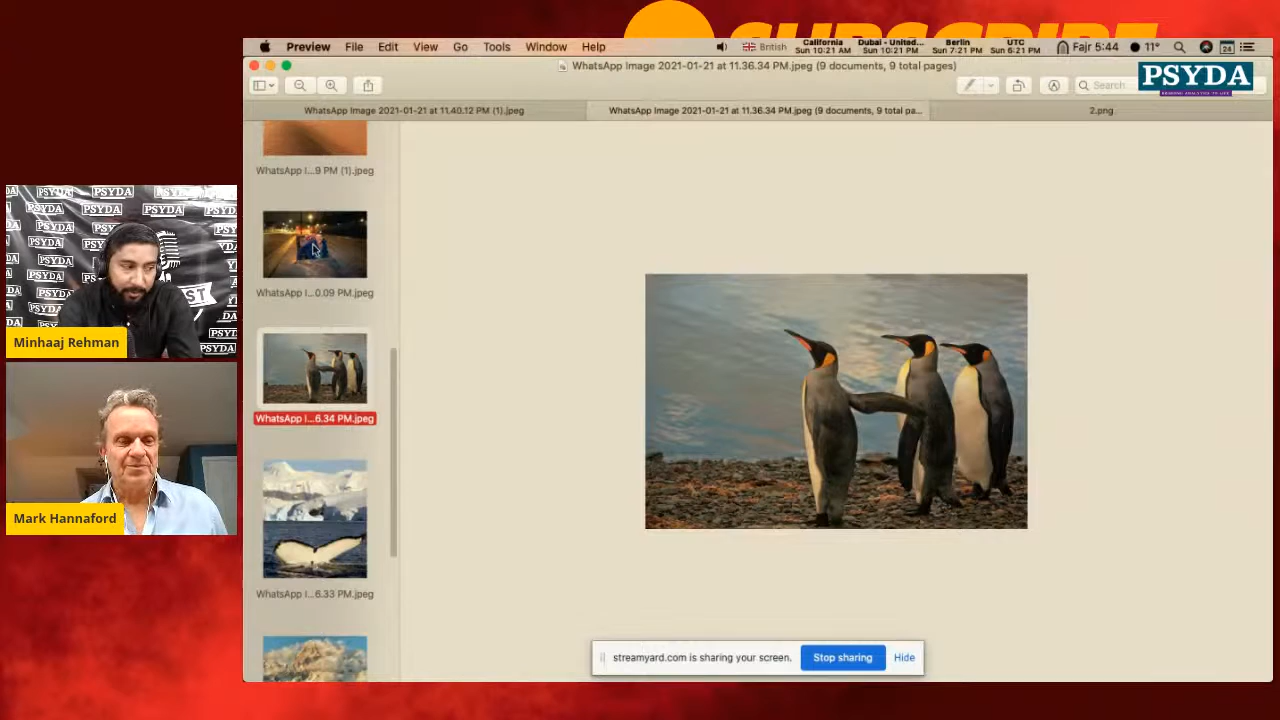 SUBSCRIBE
Preview File Edit View Go Tools Window Help
British
California
Sun 10:21 AM
Dubai - United...
Sun 10:21 PM
Berlin
Sun 7:21 PM
UTC
Sun 6:21 PM
Fajr 5:44
11°
24
WhatsApp Image 2021-01-21 at 11.36.34 PM.jpeg (9 documents, 9 total pages)
Search
PSYDA
WhatsApp Image 2021-01-21 at 11.40.12 PM (1).jpeg
WhatsApp Image 2021-01-21 at 11.36.34 PM.jpeg (9 documents, 9 total pa...
2.png
WhatsApp I...9 PM (1).jpeg
WhatsApp I...0.09 PM.jpeg
WhatsApp I...6.34 PM.jpeg
WhatsApp I...6.33 PM.jpeg
PSYDA
Minhaaj Rehman
Mark Hannaford
streamyard.com is sharing your screen.
Stop sharing
Hide